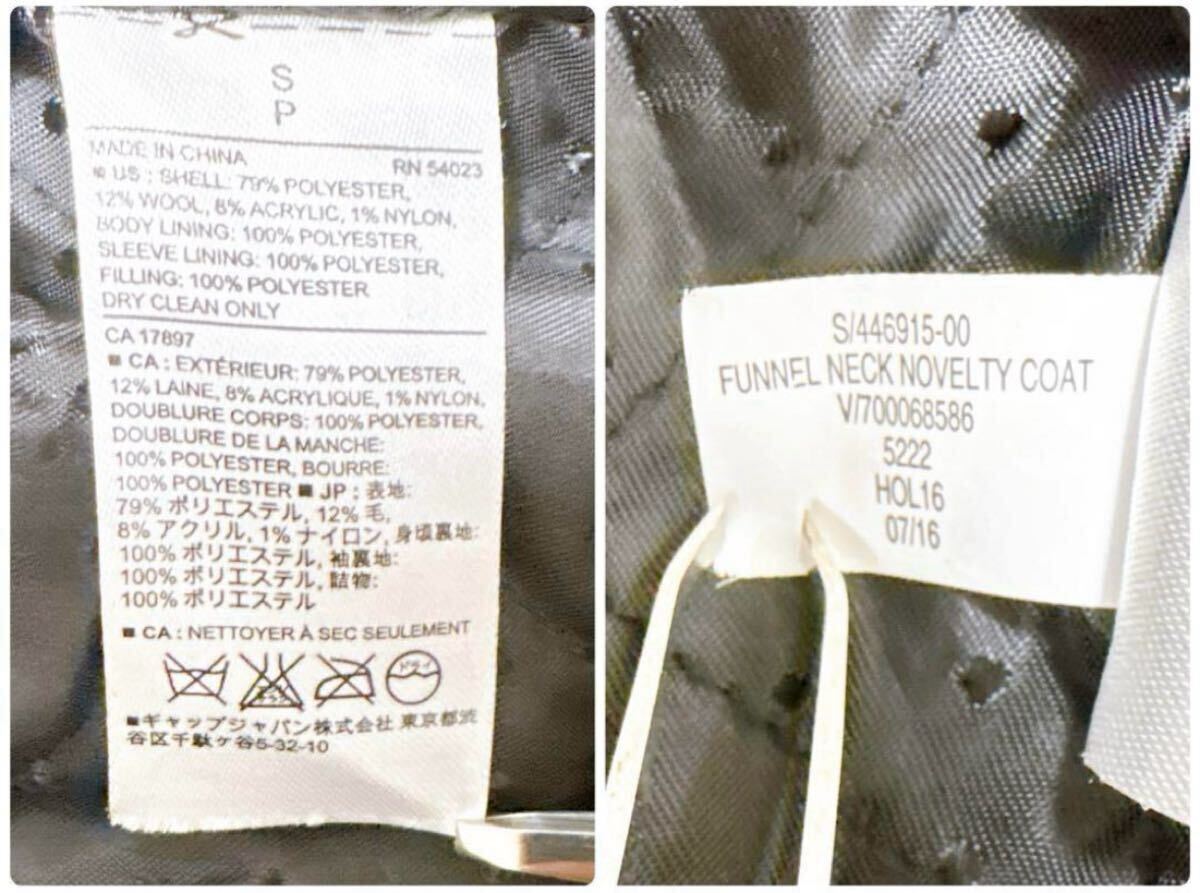 S
P
MADE IN CHINA RN 54023
■ US : SHELL: 79% POLYESTER,
12% WOOL, 8% ACRYLIC, 1% NYLON,
BODY LINING: 100% POLYESTER,
SLEEVE LINING: 100% POLYESTER,
FILLING: 100% POLYESTER
DRY CLEAN ONLY
CA 17897
■ CA : EXTÉRIEUR: 79% POLYESTER,
12% LAINE, 8% ACRYLIQUE, 1% NYLON,
DOUBLURE CORPS: 100% POLYESTER,
DOUBLURE DE LA MANCHE:
100% POLYESTER, BOURRE:
100% POLYESTER ■ JP : 表地:
79% ポリエステル, 12% 毛,
8% アクリル, 1% ナイロン, 身頃裏地:
100% ポリエステル, 袖裏地:
100% ポリエステル, 詰物:
100% ポリエステル
■ CA : NETTOYER À SEC SEULEMENT
ドライ
■ギャップジャパン株式会社 東京都渋
谷区千駄ヶ谷5-32-10
S/446915-00
FUNNEL NECK NOVELTY COAT
V/700068586
5222
HOL16
07/16